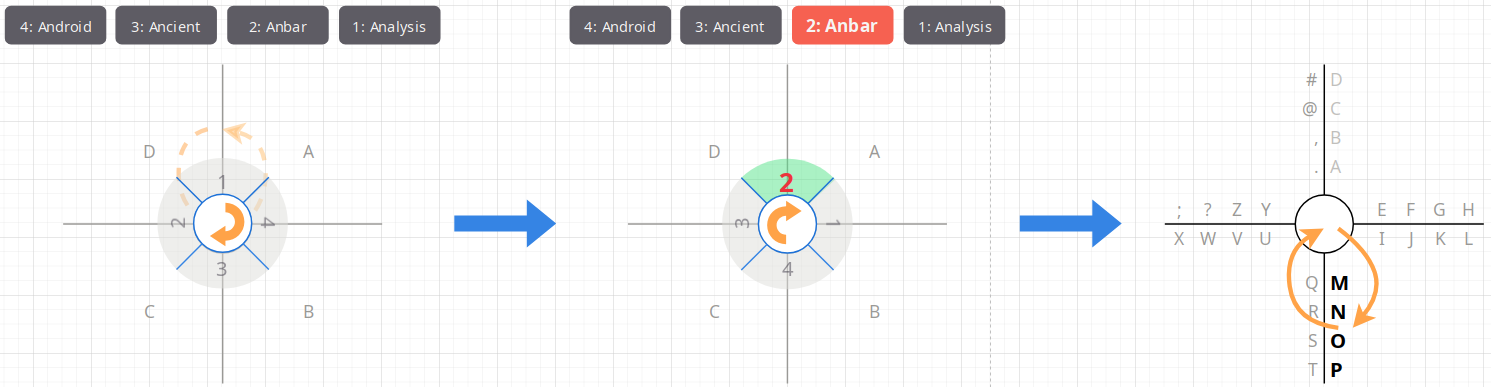 4: Android 3: Ancient 2: Anbar 1: Analysis
D A
1
2 4
3
C B
4: Android 3: Ancient 2: Anbar 1: Analysis
D A
2
3 1
4
C B
# D
@ C
, B
. A
; ? Z Y E F G H
X W V U I J K L
Q M
R N
S O
T P